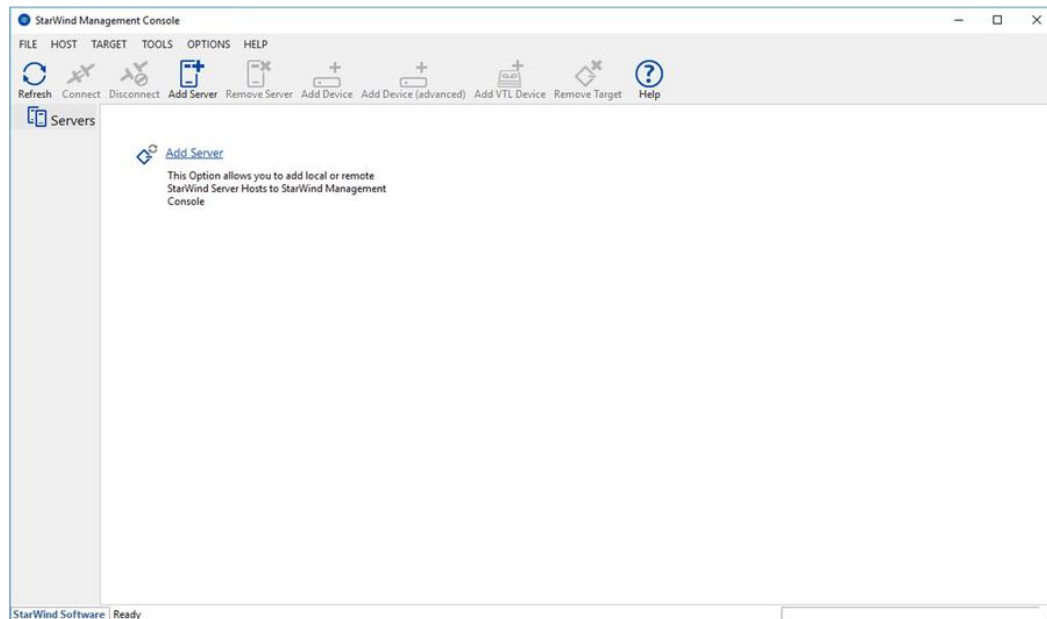 StarWind Management Console
FILE HOST TARGET TOOLS OPTIONS HELP
Refresh Connect Disconnect Add Server Remove Server Add Device Add Device (advanced) Add VTL Device Remove Target Help
Servers
Add Server
This Option allows you to add local or remote
StarWind Server Hosts to StarWind Management
Console
StarWind Software Ready